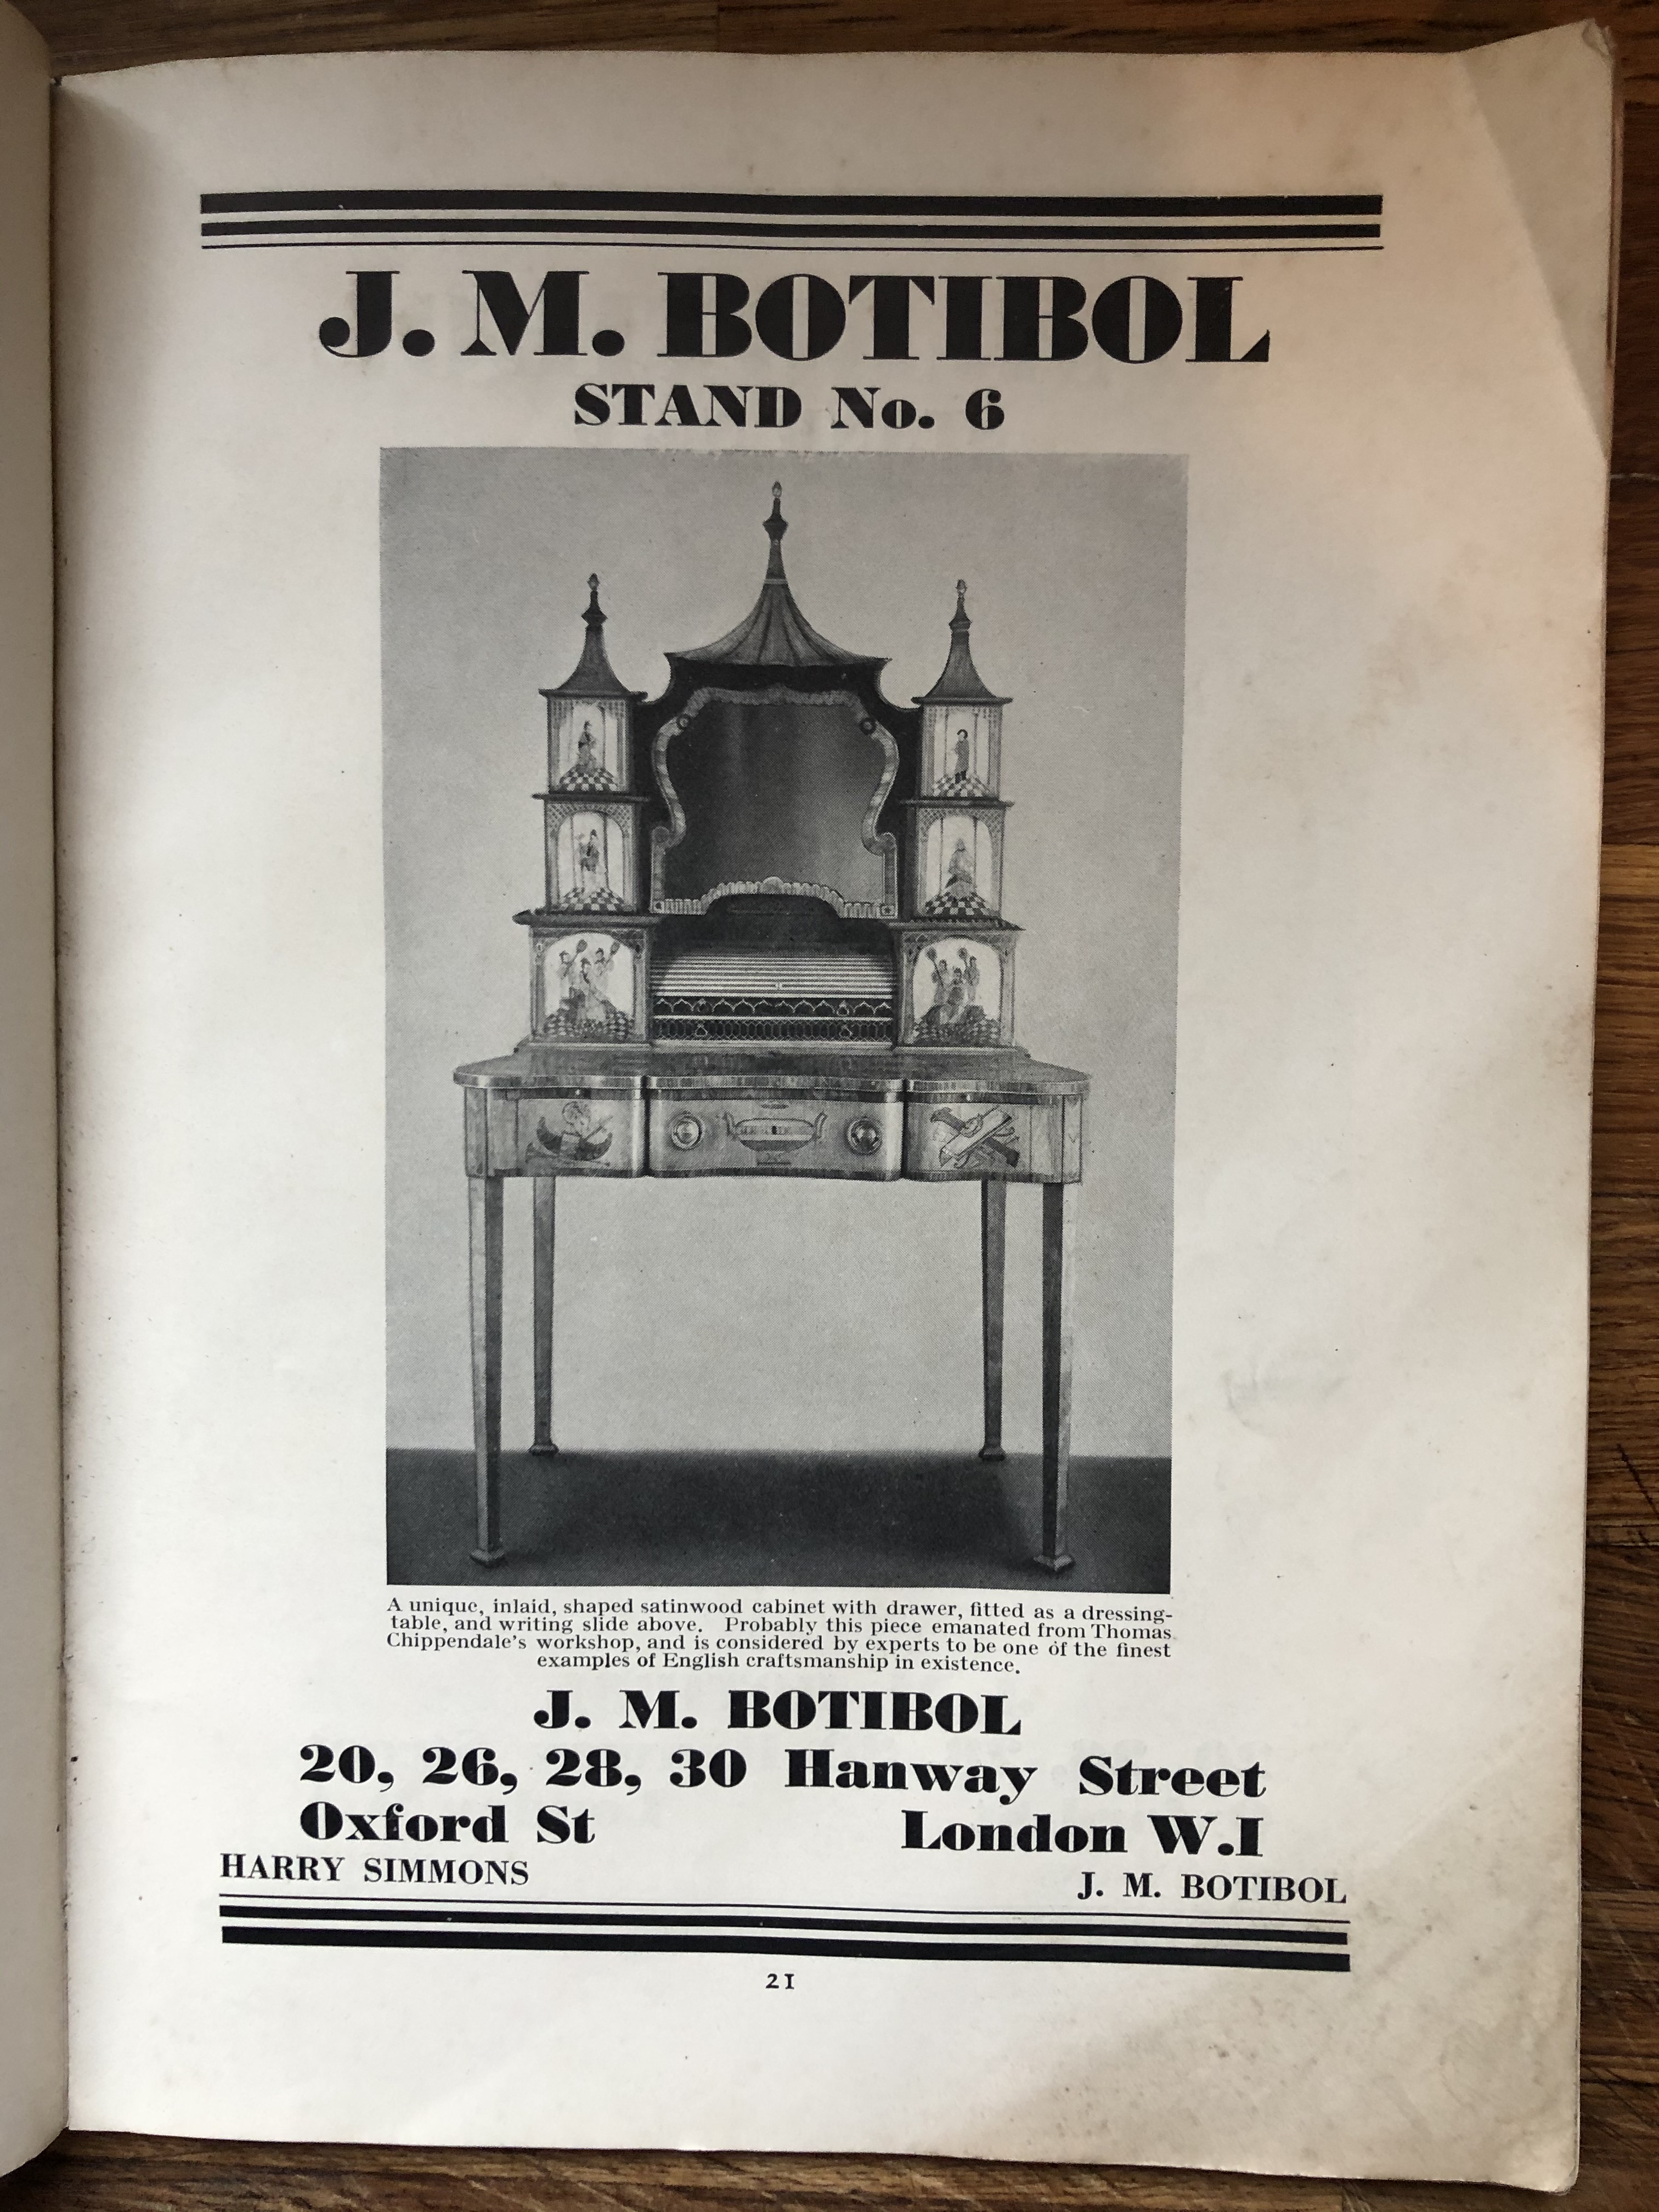 J. M. BOTIBOL
STAND No. 6
A unique, inlaid, shaped satinwood cabinet with drawer, fitted as a dressing-
table, and writing slide above. Probably this piece emanated from Thomas
Chippendale's workshop, and is considered by experts to be one of the finest
examples of English craftsmanship in existence.
J. M. BOTIBOL
20, 26, 28, 30 Hanway Street
Oxford St London W.I
HARRY SIMMONS J. M. BOTIBOL
21